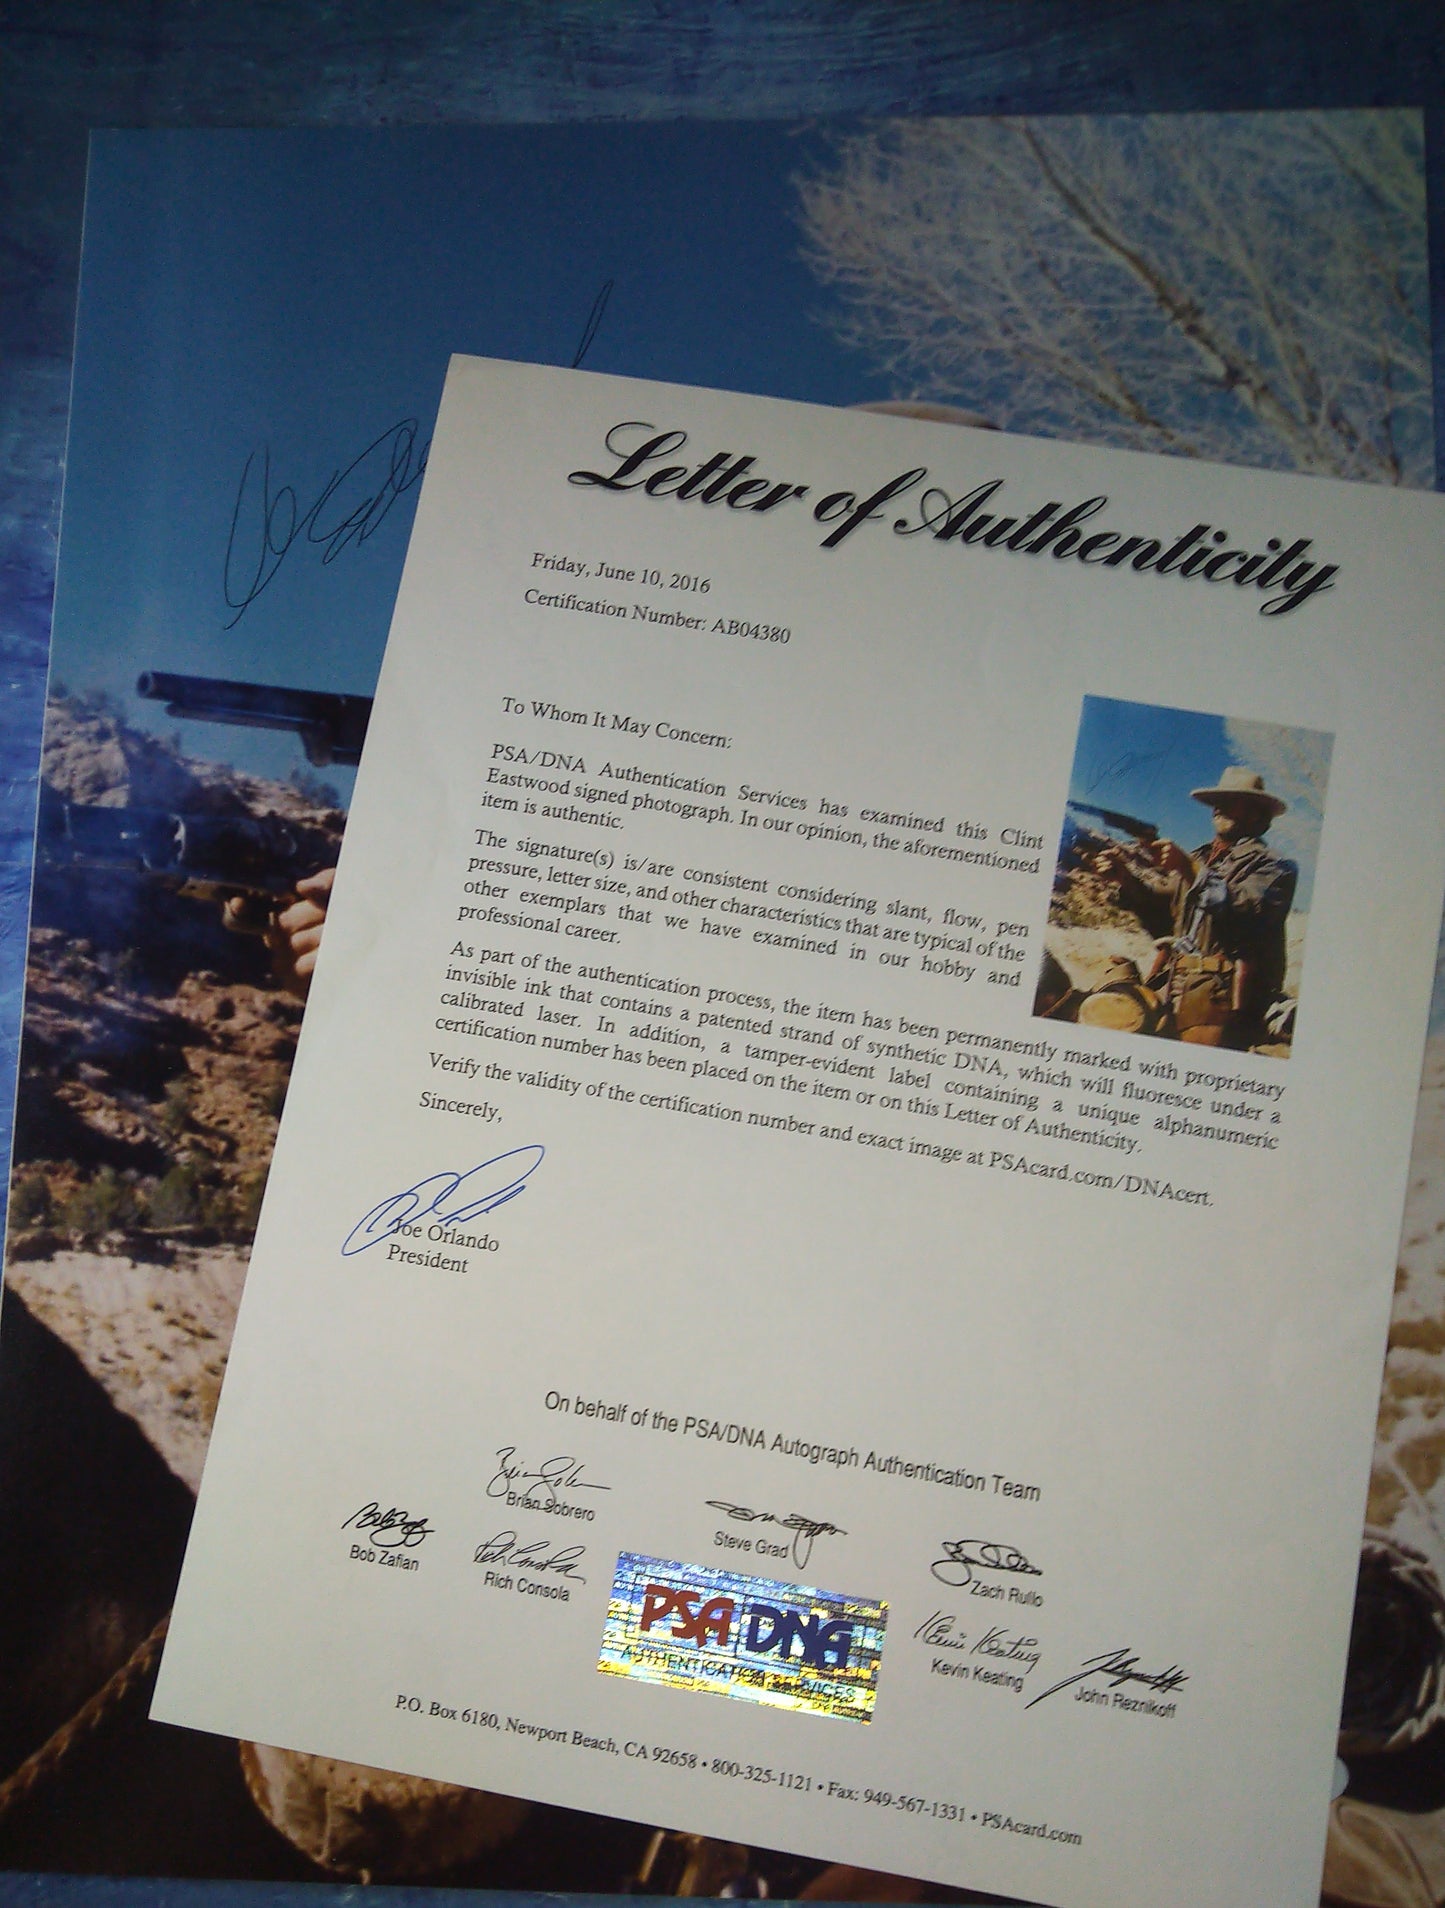 Letter of Authenticity
Friday, June 10, 2016
Certification Number: AB04380
To Whom It May Concern:
PSA/DNA Authentication Services has examined this Clint
Eastwood signed photograph. In our opinion, the aforementioned
item is authentic.
The signature(s) is/are consistent considering slant, flow, pen
pressure, letter size, and other characteristics that are typical of the
other exemplars that we have examined in our hobby and
professional career.
As part of the authentication process, the item has been permanently marked with proprietary
invisible ink that contains a patented strand of synthetic DNA, which will fluoresce under a
calibrated laser. In addition, a tamper-evident label containing a unique alphanumeric
certification number has been placed on the item or on this Letter of Authenticity.
Verify the validity of the certification number and exact image at PSAcard.com/DNAcert.
Sincerely,
Joe Orlando
President
On behalf of the PSA/DNA Autograph Authentication Team
Brian Sobrero
Steve Grad
Bob Zafian
Rich Consola
Zach Rullo
Kevin Keating
Kevin Keating
John Reznikoff
PSA DNA
AUTHENTICATION SERVICES
P.O. Box 6180, Newport Beach, CA 92658 • 800-325-1121 • Fax: 949-567-1331 • PSAcard.com